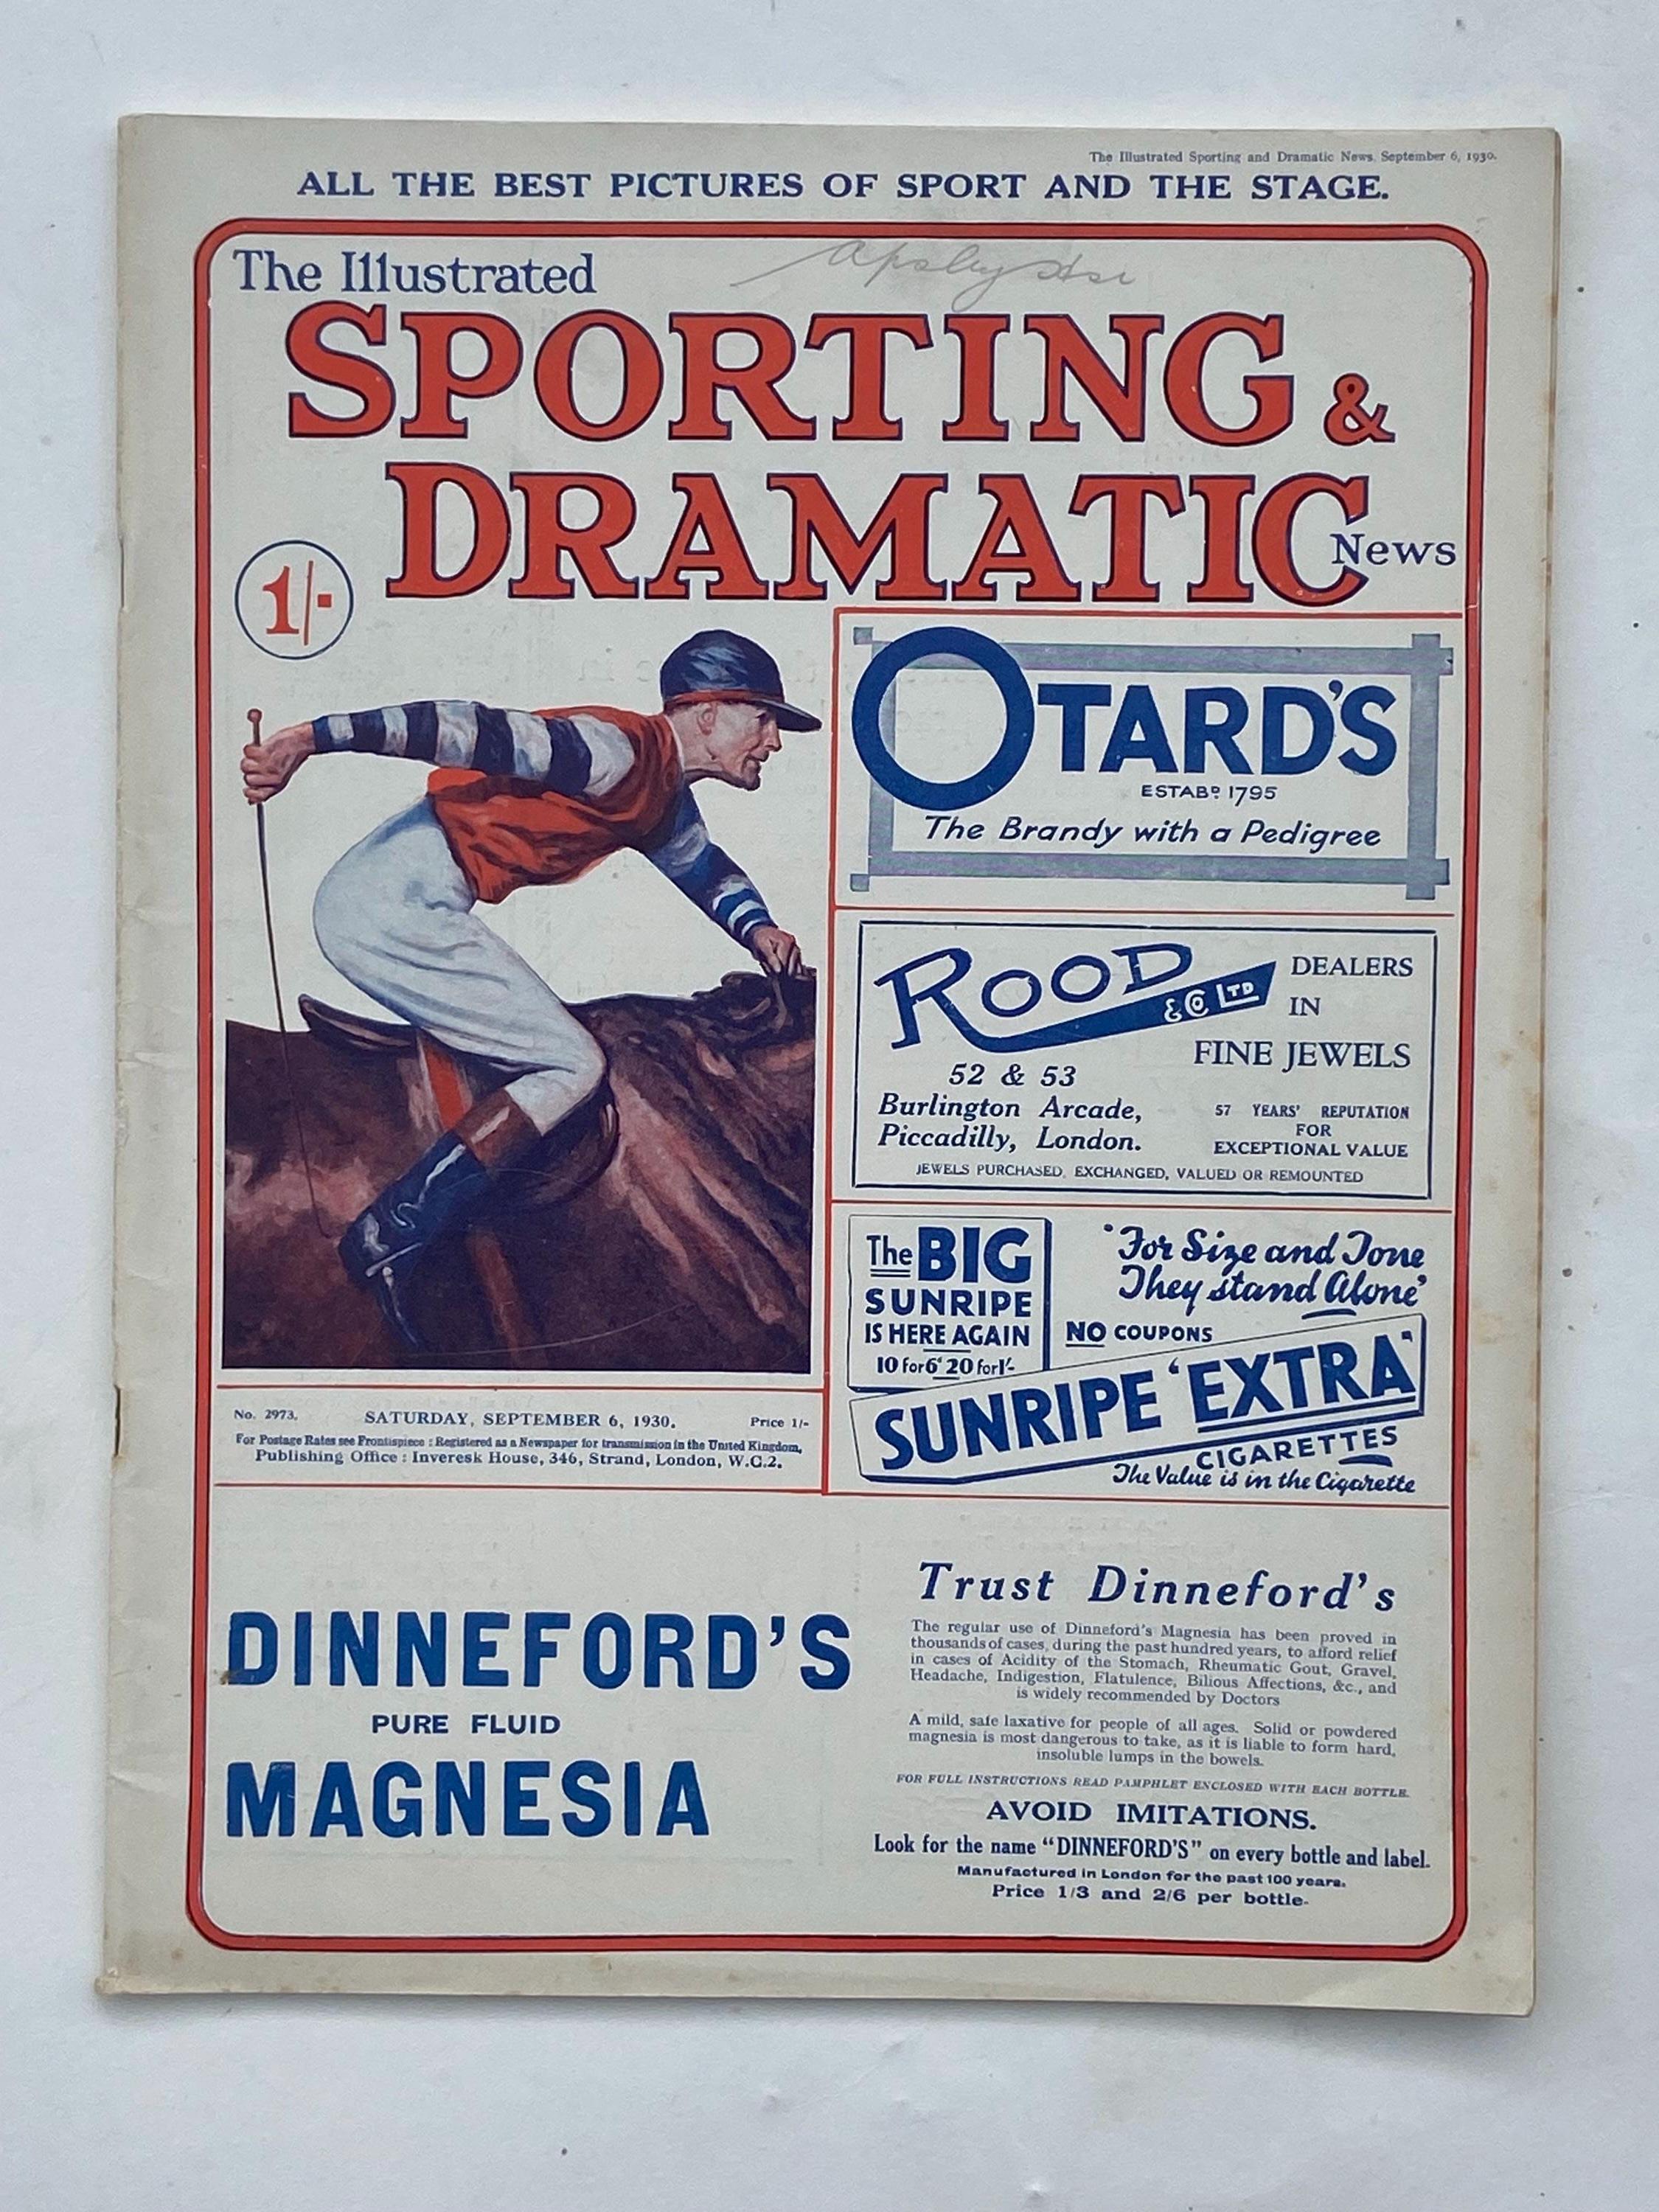 The Illustrated Sporting and Dramatic News, September 6, 1930.
ALL THE BEST PICTURES OF SPORT AND THE STAGE.
The Illustrated
Apsley Hse
SPORTING &
DRAMATIC News
1/-
OTARD'S
ESTABD 1795
The Brandy with a Pedigree
ROOD & CO LTD
DEALERS
IN
FINE JEWELS
52 & 53
Burlington Arcade,
Piccadilly, London.
57 YEARS' REPUTATION
FOR
EXCEPTIONAL VALUE
JEWELS PURCHASED, EXCHANGED, VALUED OR REMOUNTED
The BIG
SUNRIPE
IS HERE AGAIN
10 for 6d 20 for 1/-
'For Size and Tone
They stand Alone'
NO COUPONS
SUNRIPE 'EXTRA'
CIGARETTES
The Value is in the Cigarette
No. 2973. SATURDAY, SEPTEMBER 6, 1930. Price 1/-
For Postage Rates see Frontispiece : Registered as a Newspaper for transmission in the United Kingdom,
Publishing Office : Inveresk House, 346, Strand, London, W.C.2.
DINNEFORD'S
PURE FLUID
MAGNESIA
Trust Dinneford's
The regular use of Dinneford's Magnesia has been proved in
thousands of cases, during the past hundred years, to afford relief
in cases of Acidity of the Stomach, Rheumatic Gout, Gravel,
Headache, Indigestion, Flatulence, Bilious Affections, &c., and
is widely recommended by Doctors
A mild, safe laxative for people of all ages. Solid or powdered
magnesia is most dangerous to take, as it is liable to form hard,
insoluble lumps in the bowels.
FOR FULL INSTRUCTIONS READ PAMPHLET ENCLOSED WITH EACH BOTTLE.
AVOID IMITATIONS.
Look for the name "DINNEFORD'S" on every bottle and label.
Manufactured in London for the past 100 years.
Price 1/3 and 2/6 per bottle.